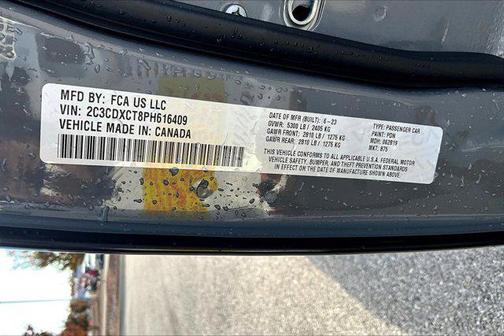 MFD BY: FCA US LLC
VIN: 2C3CDXCT8PH616409
VEHICLE MADE IN: CANADA
DATE OF MFR (BUILT): 6-23
GVWR: 5300 LB / 2405 KG
GAWR FRONT: 2810 LB / 1275 KG
GAWR REAR: 2810 LB / 1275 KG
TYPE: PASSENGER CAR
PAINT: PDN
MDH: 062819
MKT: 875
THIS VEHICLE CONFORMS TO ALL APPLICABLE U.S.A. FEDERAL MOTOR
VEHICLE SAFETY, BUMPER, AND THEFT PREVENTION STANDARDS
IN EFFECT ON THE DATE OF MANUFACTURE SHOWN ABOVE.